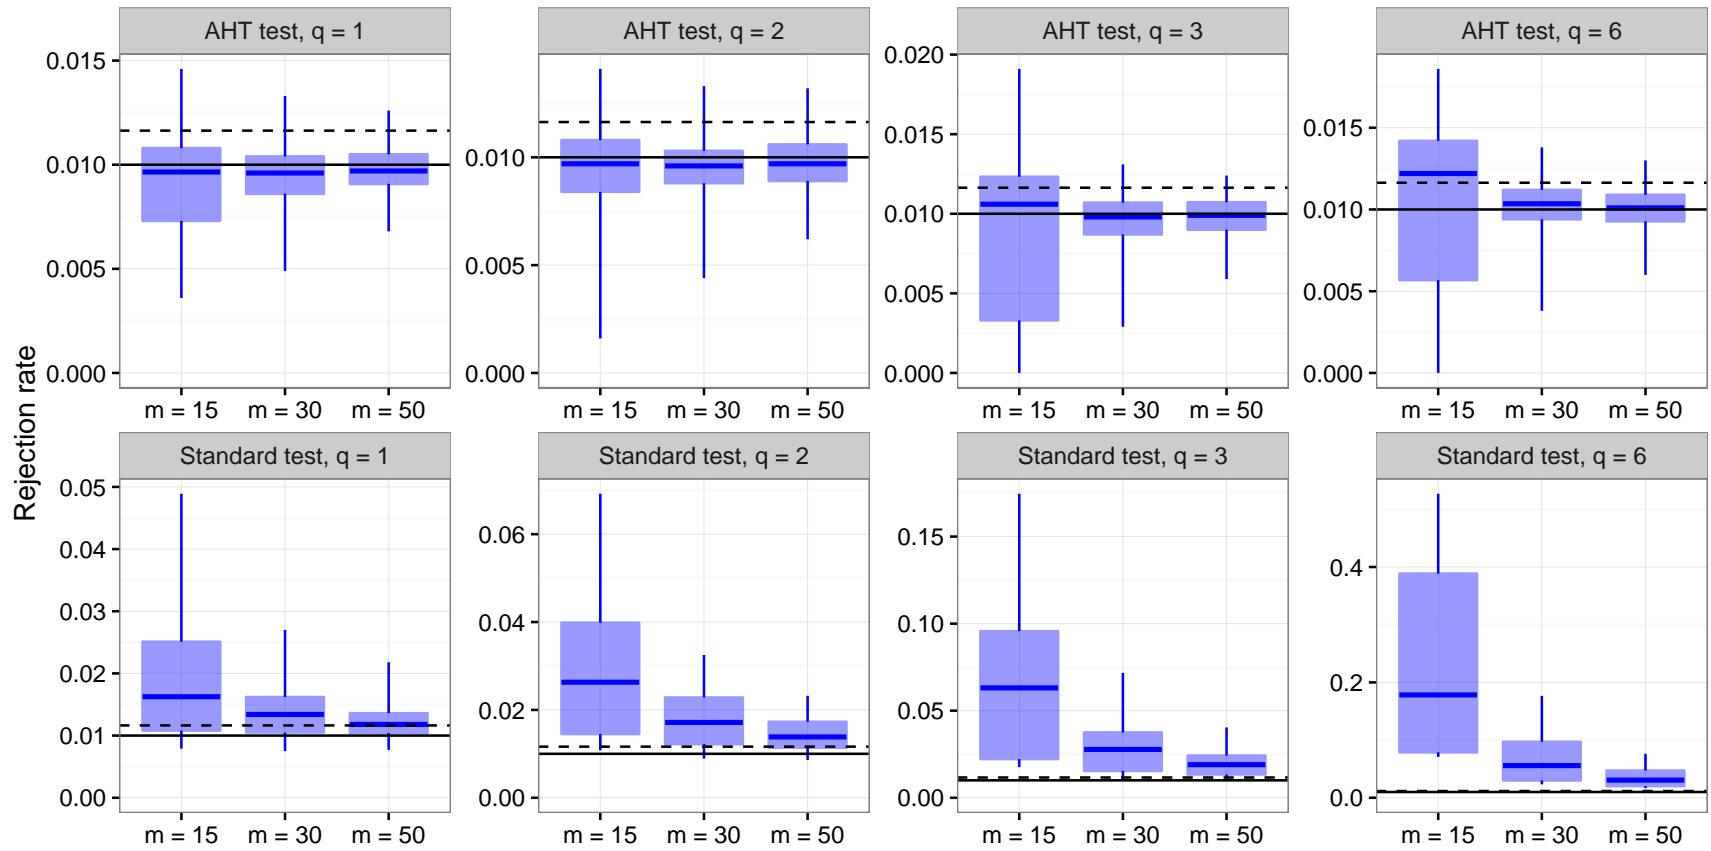 Rejection rate
AHT test, q = 1
0.015
0.010
0.005
0.000
m = 15 m = 30 m = 50
AHT test, q = 2
0.010
0.005
0.000
m = 15 m = 30 m = 50
AHT test, q = 3
0.020
0.015
0.010
0.005
0.000
m = 15 m = 30 m = 50
AHT test, q = 6
0.015
0.010
0.005
0.000
m = 15 m = 30 m = 50
Standard test, q = 1
0.05
0.04
0.03
0.02
0.01
0.00
m = 15 m = 30 m = 50
Standard test, q = 2
0.06
0.04
0.02
0.00
m = 15 m = 30 m = 50
Standard test, q = 3
0.15
0.10
0.05
0.00
m = 15 m = 30 m = 50
Standard test, q = 6
0.4
0.2
0.0
m = 15 m = 30 m = 50